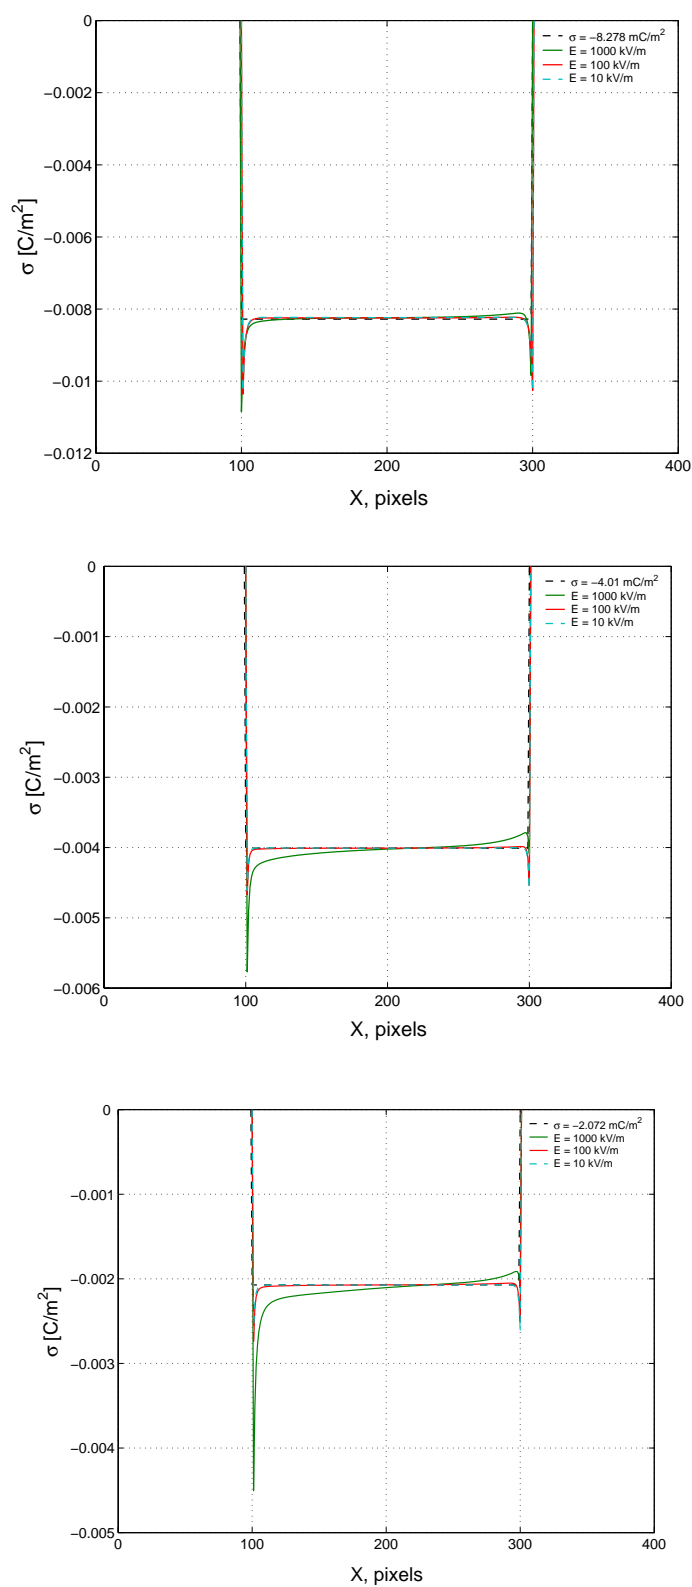 0
−0.002
−0.004
−0.006
−0.008
−0.01
−0.012
σ [C/m²]
0 100 200 300 400
X, pixels
σ = −8.278 mC/m²
E = 1000 kV/m
E = 100 kV/m
E = 10 kV/m
0
−0.001
−0.002
−0.003
−0.004
−0.005
−0.006
σ [C/m²]
0 100 200 300 400
X, pixels
σ = −4.01 mC/m²
E = 1000 kV/m
E = 100 kV/m
E = 10 kV/m
0
−0.001
−0.002
−0.003
−0.004
−0.005
σ [C/m²]
0 100 200 300 400
X, pixels
σ = −2.072 mC/m²
E = 1000 kV/m
E = 100 kV/m
E = 10 kV/m